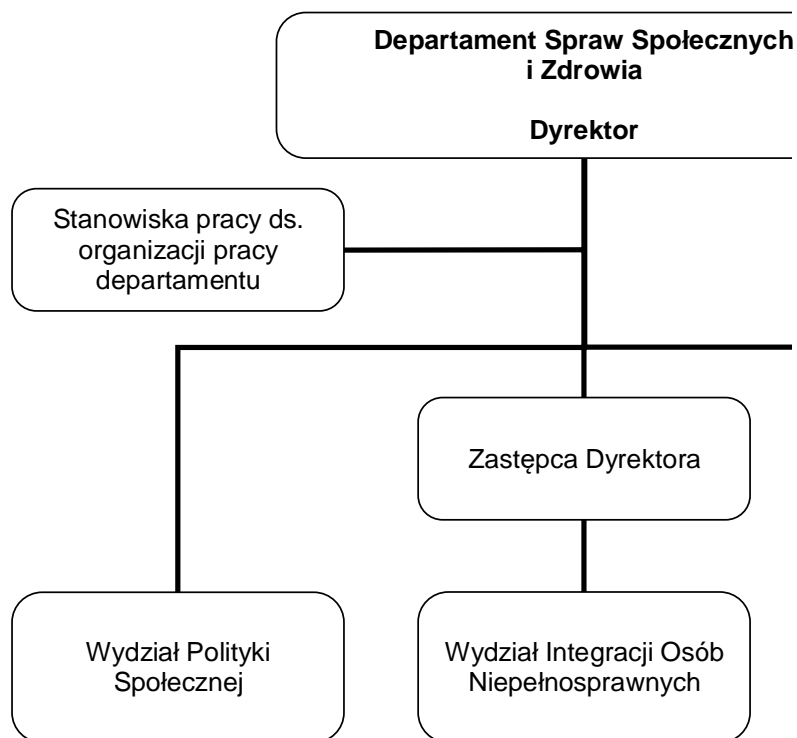 Departament Spraw Społecznych
i Zdrowia
Dyrektor
Stanowiska pracy ds.
organizacji pracy
departamentu
Zastępca Dyrektora
Wydział Polityki
Społecznej
Wydział Integracji Osób
Niepełnosprawnych